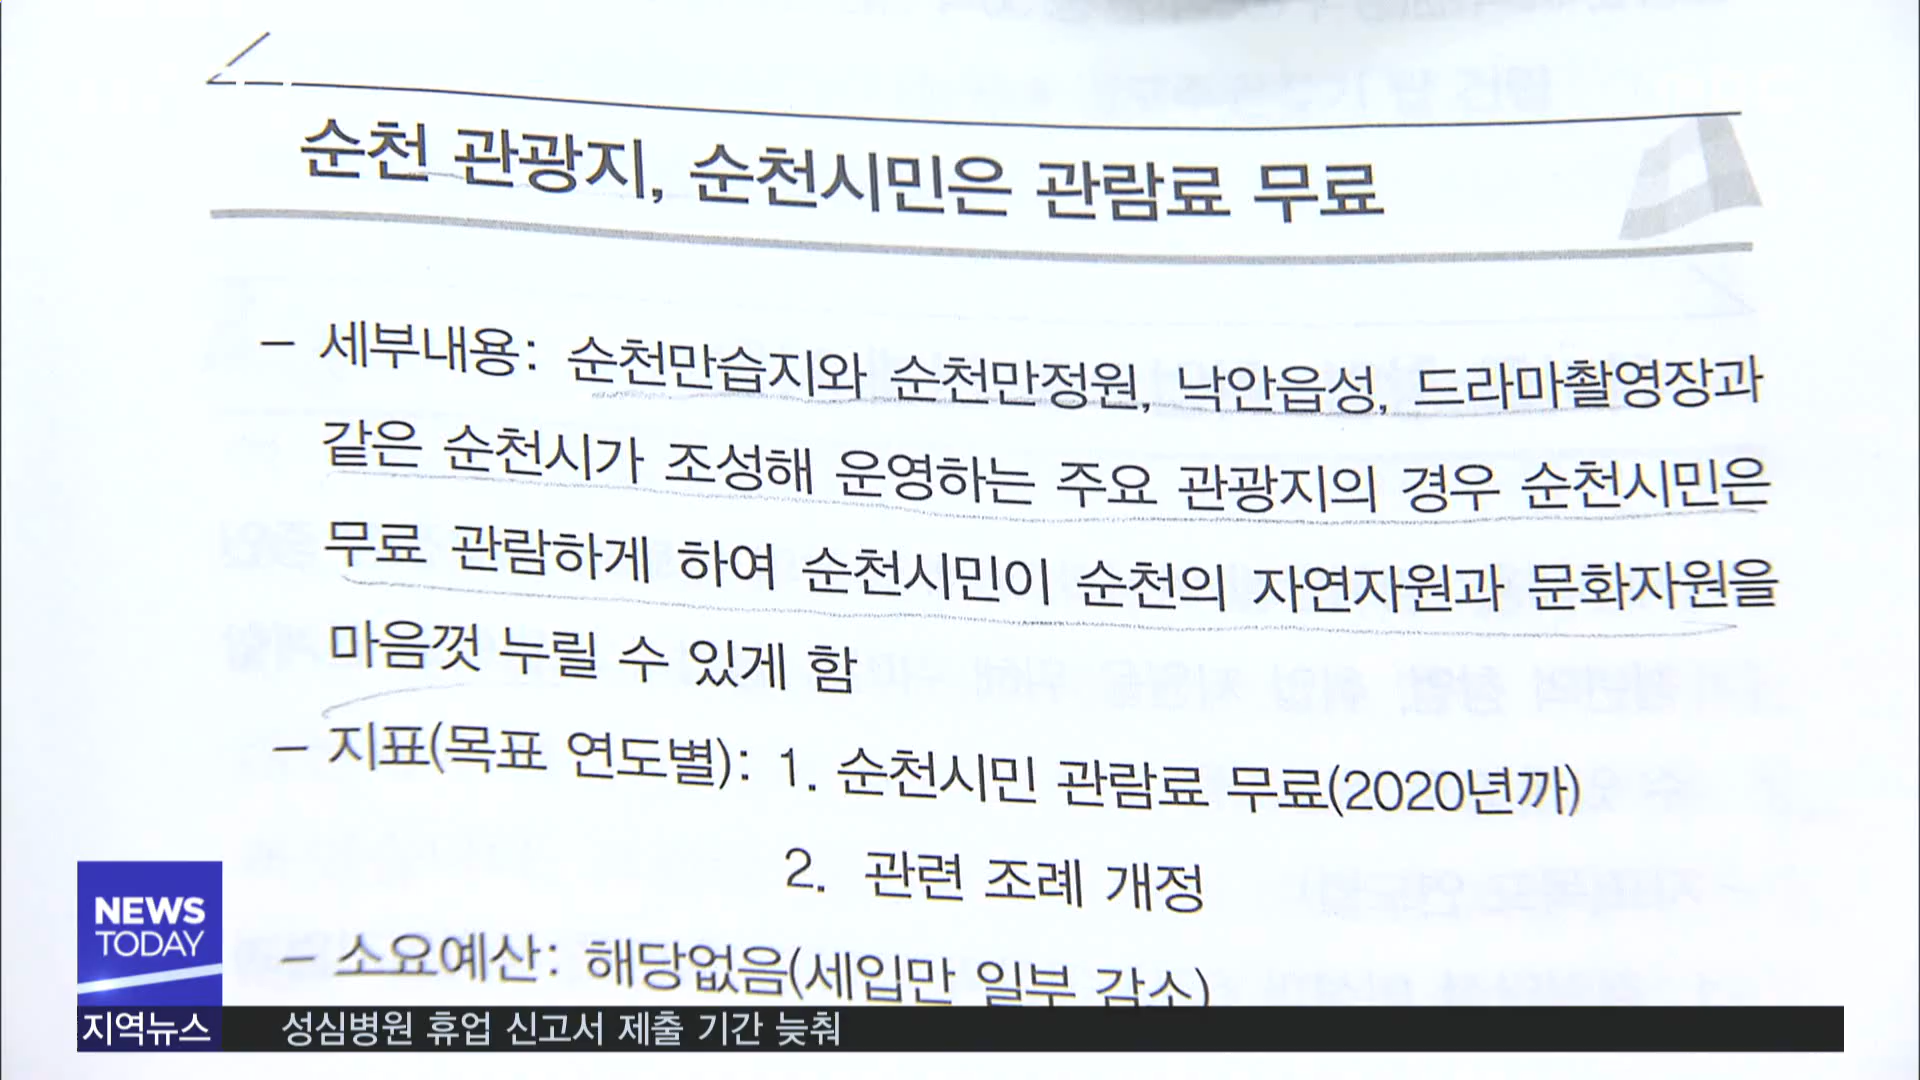 순천 관광지, 순천시민은 관람료 무료
– 세부내용: 순천만습지와 순천만정원, 낙안읍성, 드라마촬영장과
같은 순천시가 조성해 운영하는 주요 관광지의 경우 순천시민은
무료 관람하게 하여 순천시민이 순천의 자연자원과 문화자원을
마음껏 누릴 수 있게 함
– 지표(목표 연도별): 1. 순천시민 관람료 무료(2020년까)
2. 관련 조례 개정
– 소요예산: 해당없음(세입만 일부 감소)
NEWS
TODAY
지역뉴스 성심병원 휴업 신고서 제출 기간 늦춰